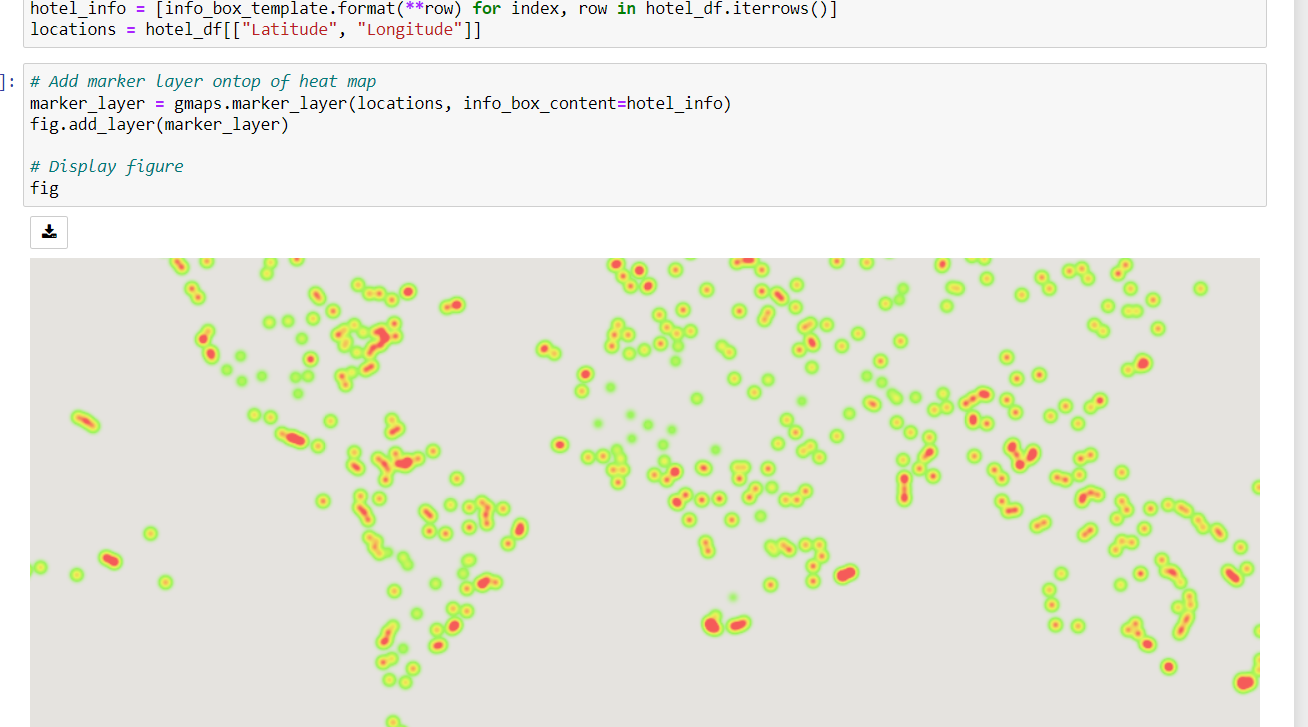 hotel_info = [info_box_template.format(**row) for index, row in hotel_df.iterrows()]
locations = hotel_df[["Latitude", "Longitude"]]
]:
# Add marker layer ontop of heat map
marker_layer = gmaps.marker_layer(locations, info_box_content=hotel_info)
fig.add_layer(marker_layer)
# Display figure
fig